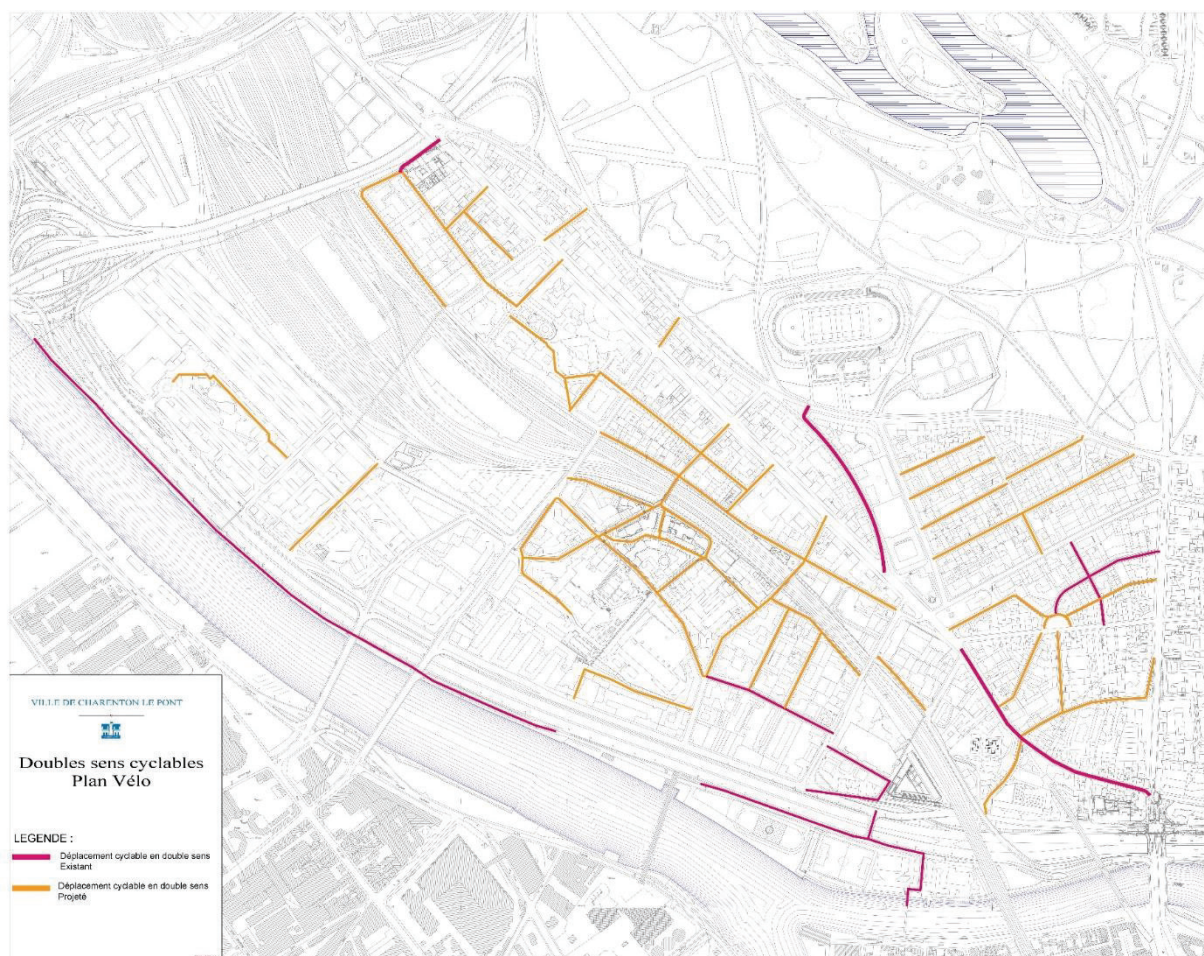 VILLE DE CHARENTON LE PONT
Doubles sens cyclables
Plan Vélo
LEGENDE :
Déplacement cyclable en double sens
Existant
Déplacement cyclable en double sens
Projeté